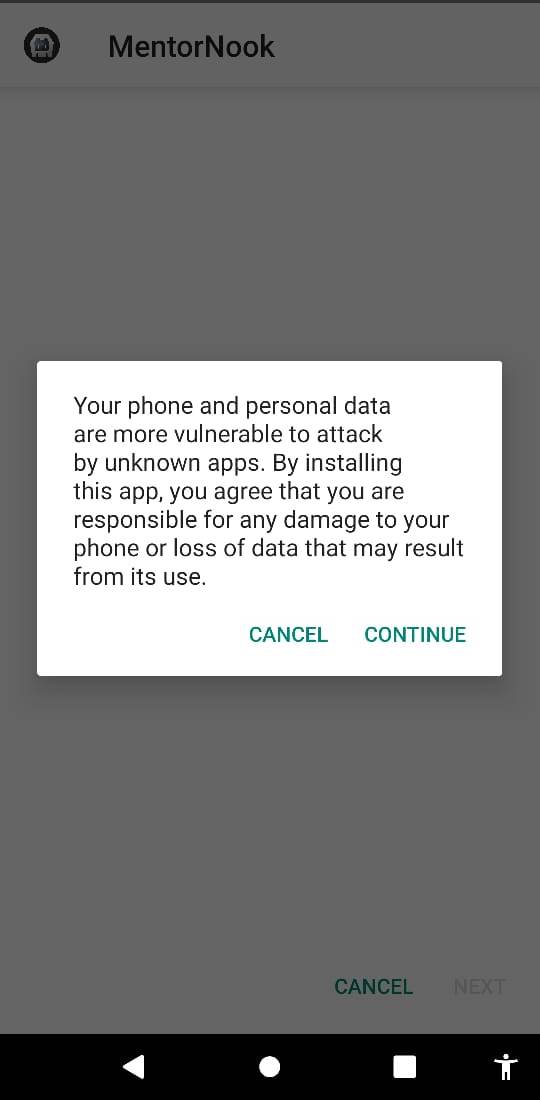 MentorNook
Your phone and personal data
are more vulnerable to attack
by unknown apps. By installing
this app, you agree that you are
responsible for any damage to your
phone or loss of data that may result
from its use.
CANCEL CONTINUE
CANCEL NEXT